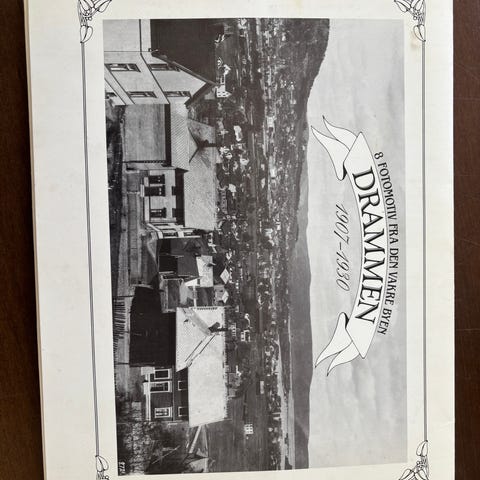 8 FOTOMOTIV FRA DEN VAKRE BYEN
DRAMMEN
1907-1930